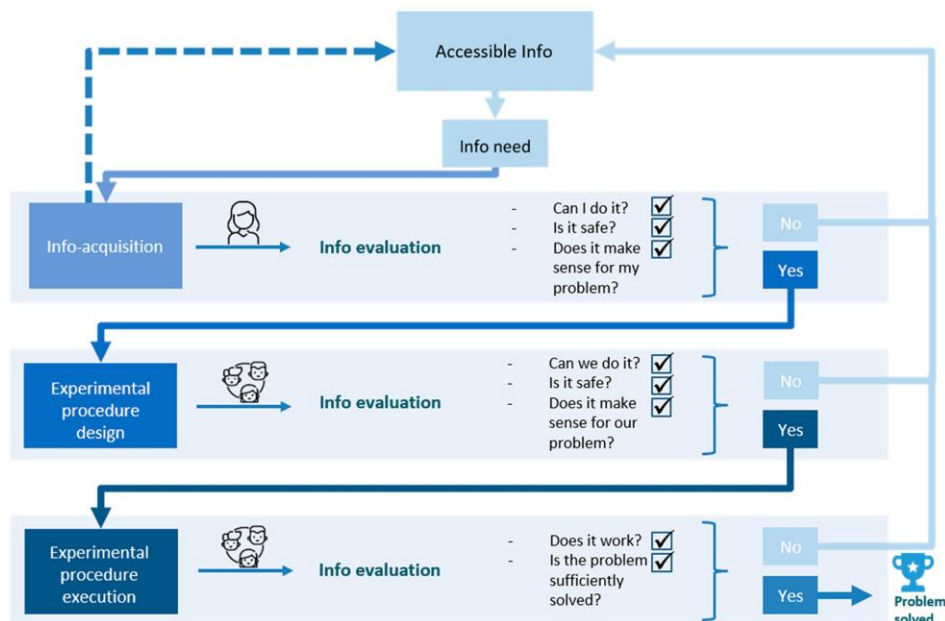 Accessible Info
Info need
Info-acquisition
Info evaluation
- Can I do it?
- Is it safe?
- Does it make
sense for my
problem?
No
Yes
Experimental
procedure
design
Info evaluation
- Can we do it?
- Is it safe?
- Does it make
sense for our
problem?
No
Yes
Experimental
procedure
execution
Info evaluation
- Does it work?
- Is the problem
sufficiently
solved?
No
Yes
Problem
solved